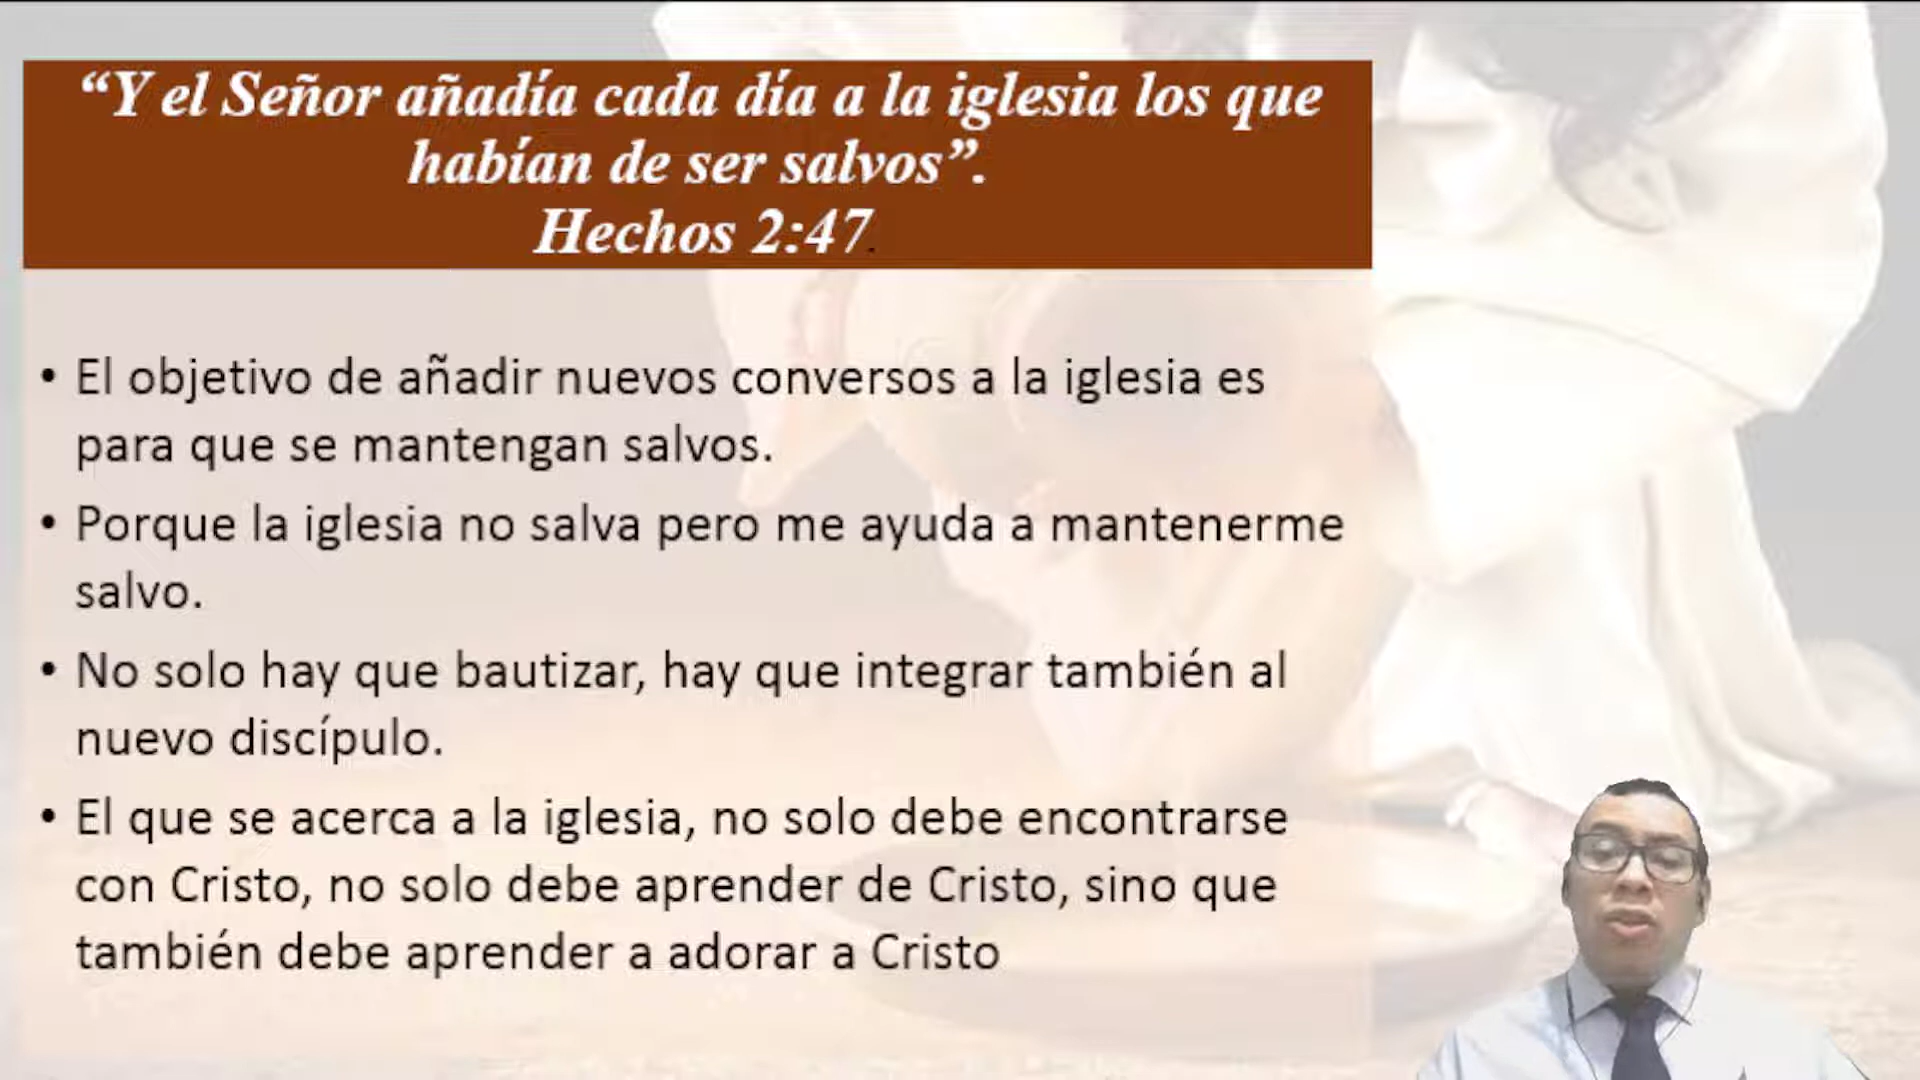 “Y el Señor añadía cada día a la iglesia los que
habían de ser salvos”.
Hechos 2:47.
• El objetivo de añadir nuevos conversos a la iglesia es
para que se mantengan salvos.
• Porque la iglesia no salva pero me ayuda a mantenerme
salvo.
• No solo hay que bautizar, hay que integrar también al
nuevo discípulo.
• El que se acerca a la iglesia, no solo debe encontrarse
con Cristo, no solo debe aprender de Cristo, sino que
también debe aprender a adorar a Cristo